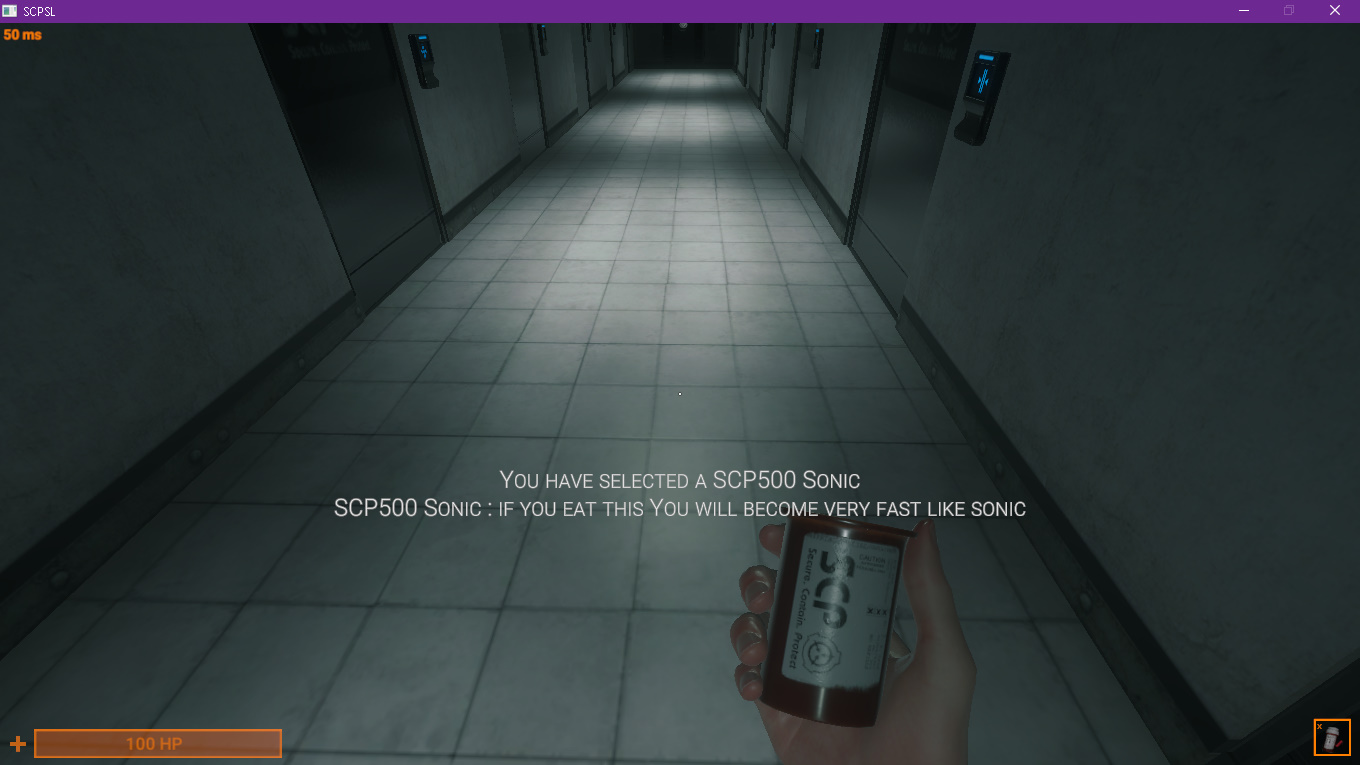 SCPSL
50 ms
YOU HAVE SELECTED A SCP500 SONIC
SCP500 SONIC : IF YOU EAT THIS YOU WILL BECOME VERY FAST LIKE SONIC
SCP
Secure. Contain. Protect
100 HP
x